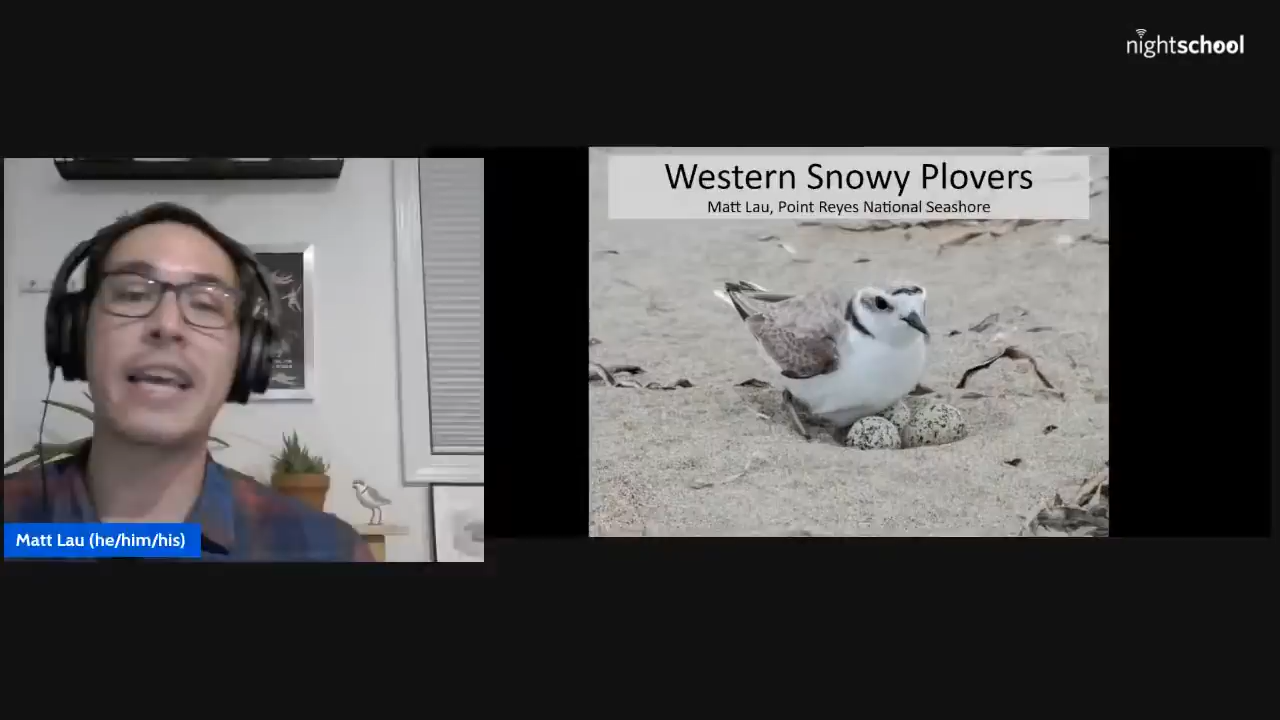 nightschool
Western Snowy Plovers
Matt Lau, Point Reyes National Seashore
Matt Lau (he/him/his)